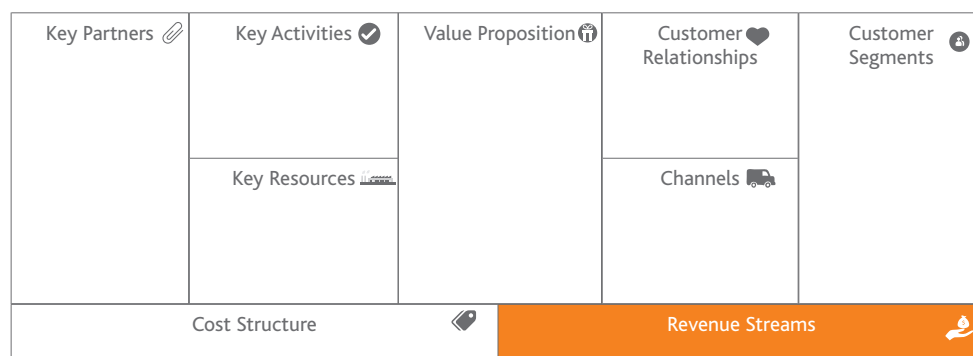 Key Partners
Key Activities
Value Proposition
Customer
Relationships
Customer
Segments
Key Resources
Channels
Cost Structure
Revenue Streams